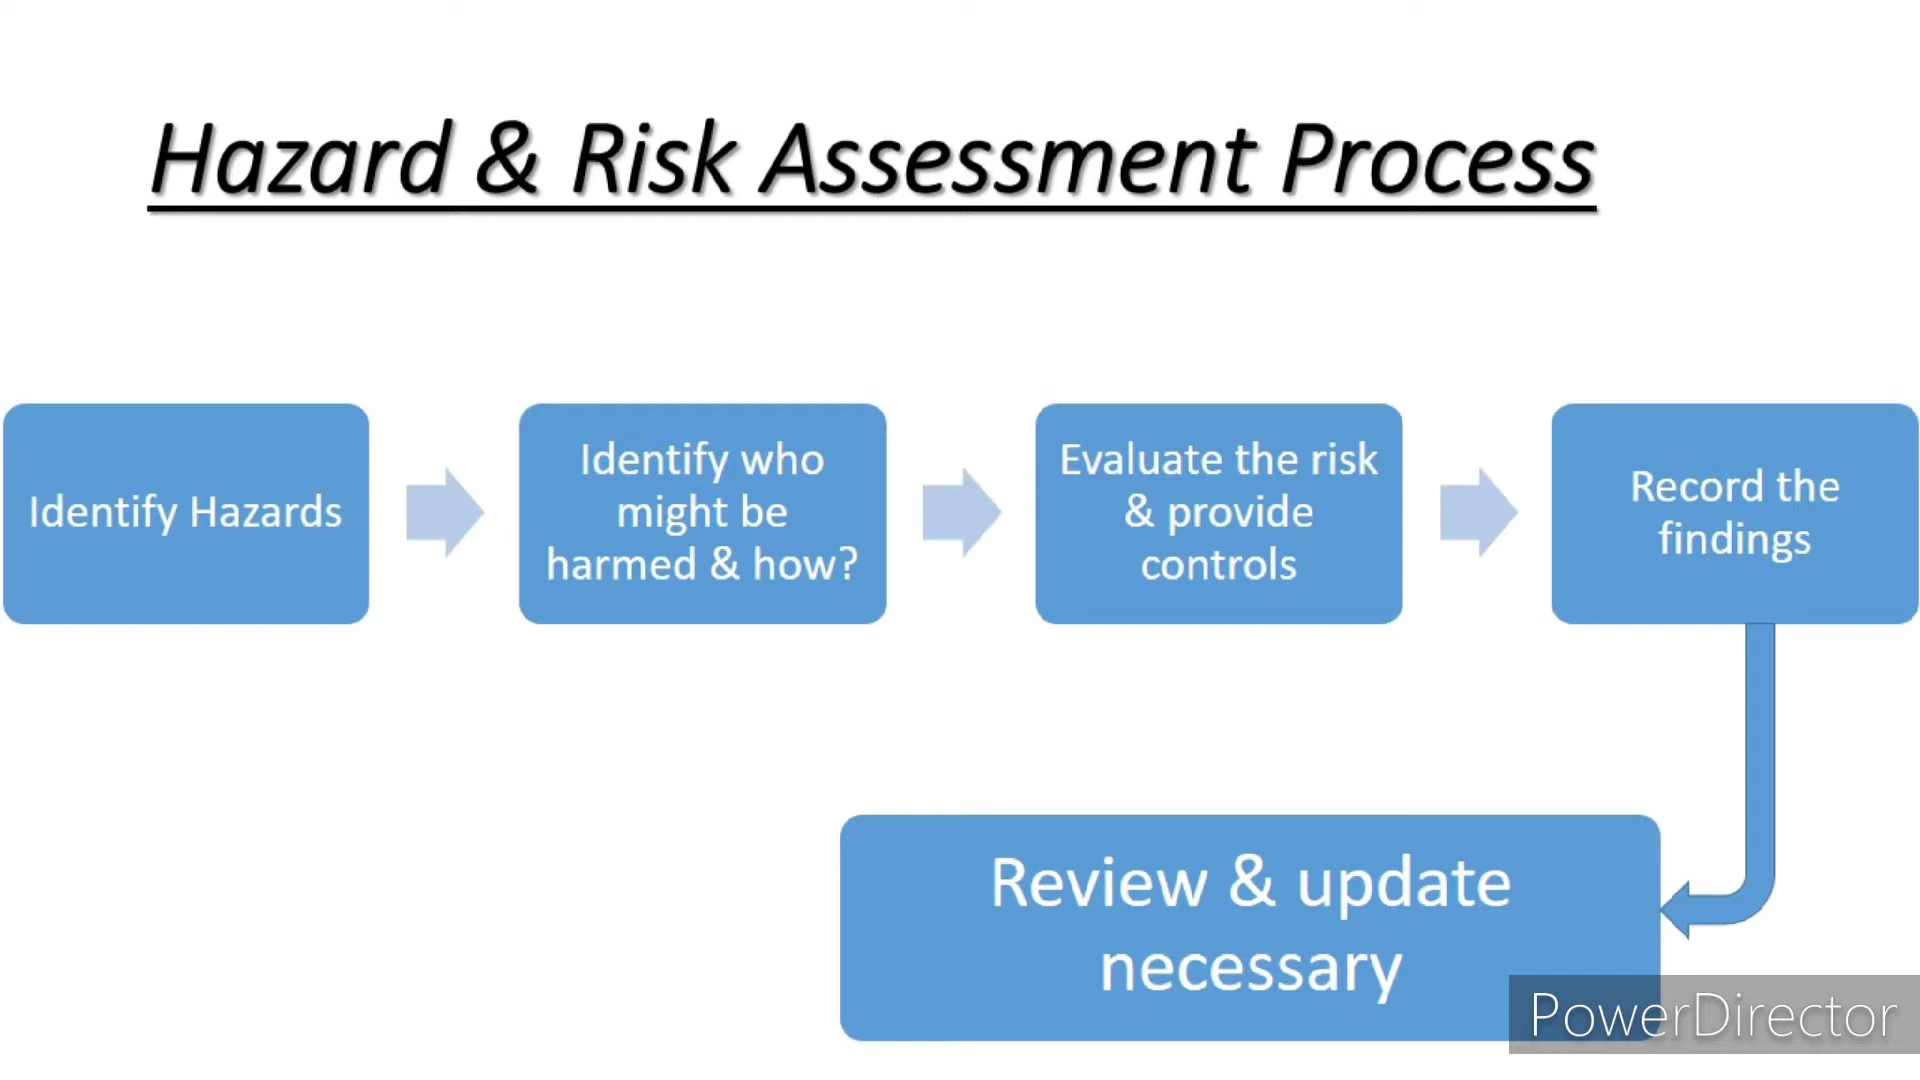 Hazard & Risk Assessment Process
Identify Hazards
Identify who
might be
harmed & how?
Evaluate the risk
& provide
controls
Record the
findings
Review & update
necessary
PowerDirector